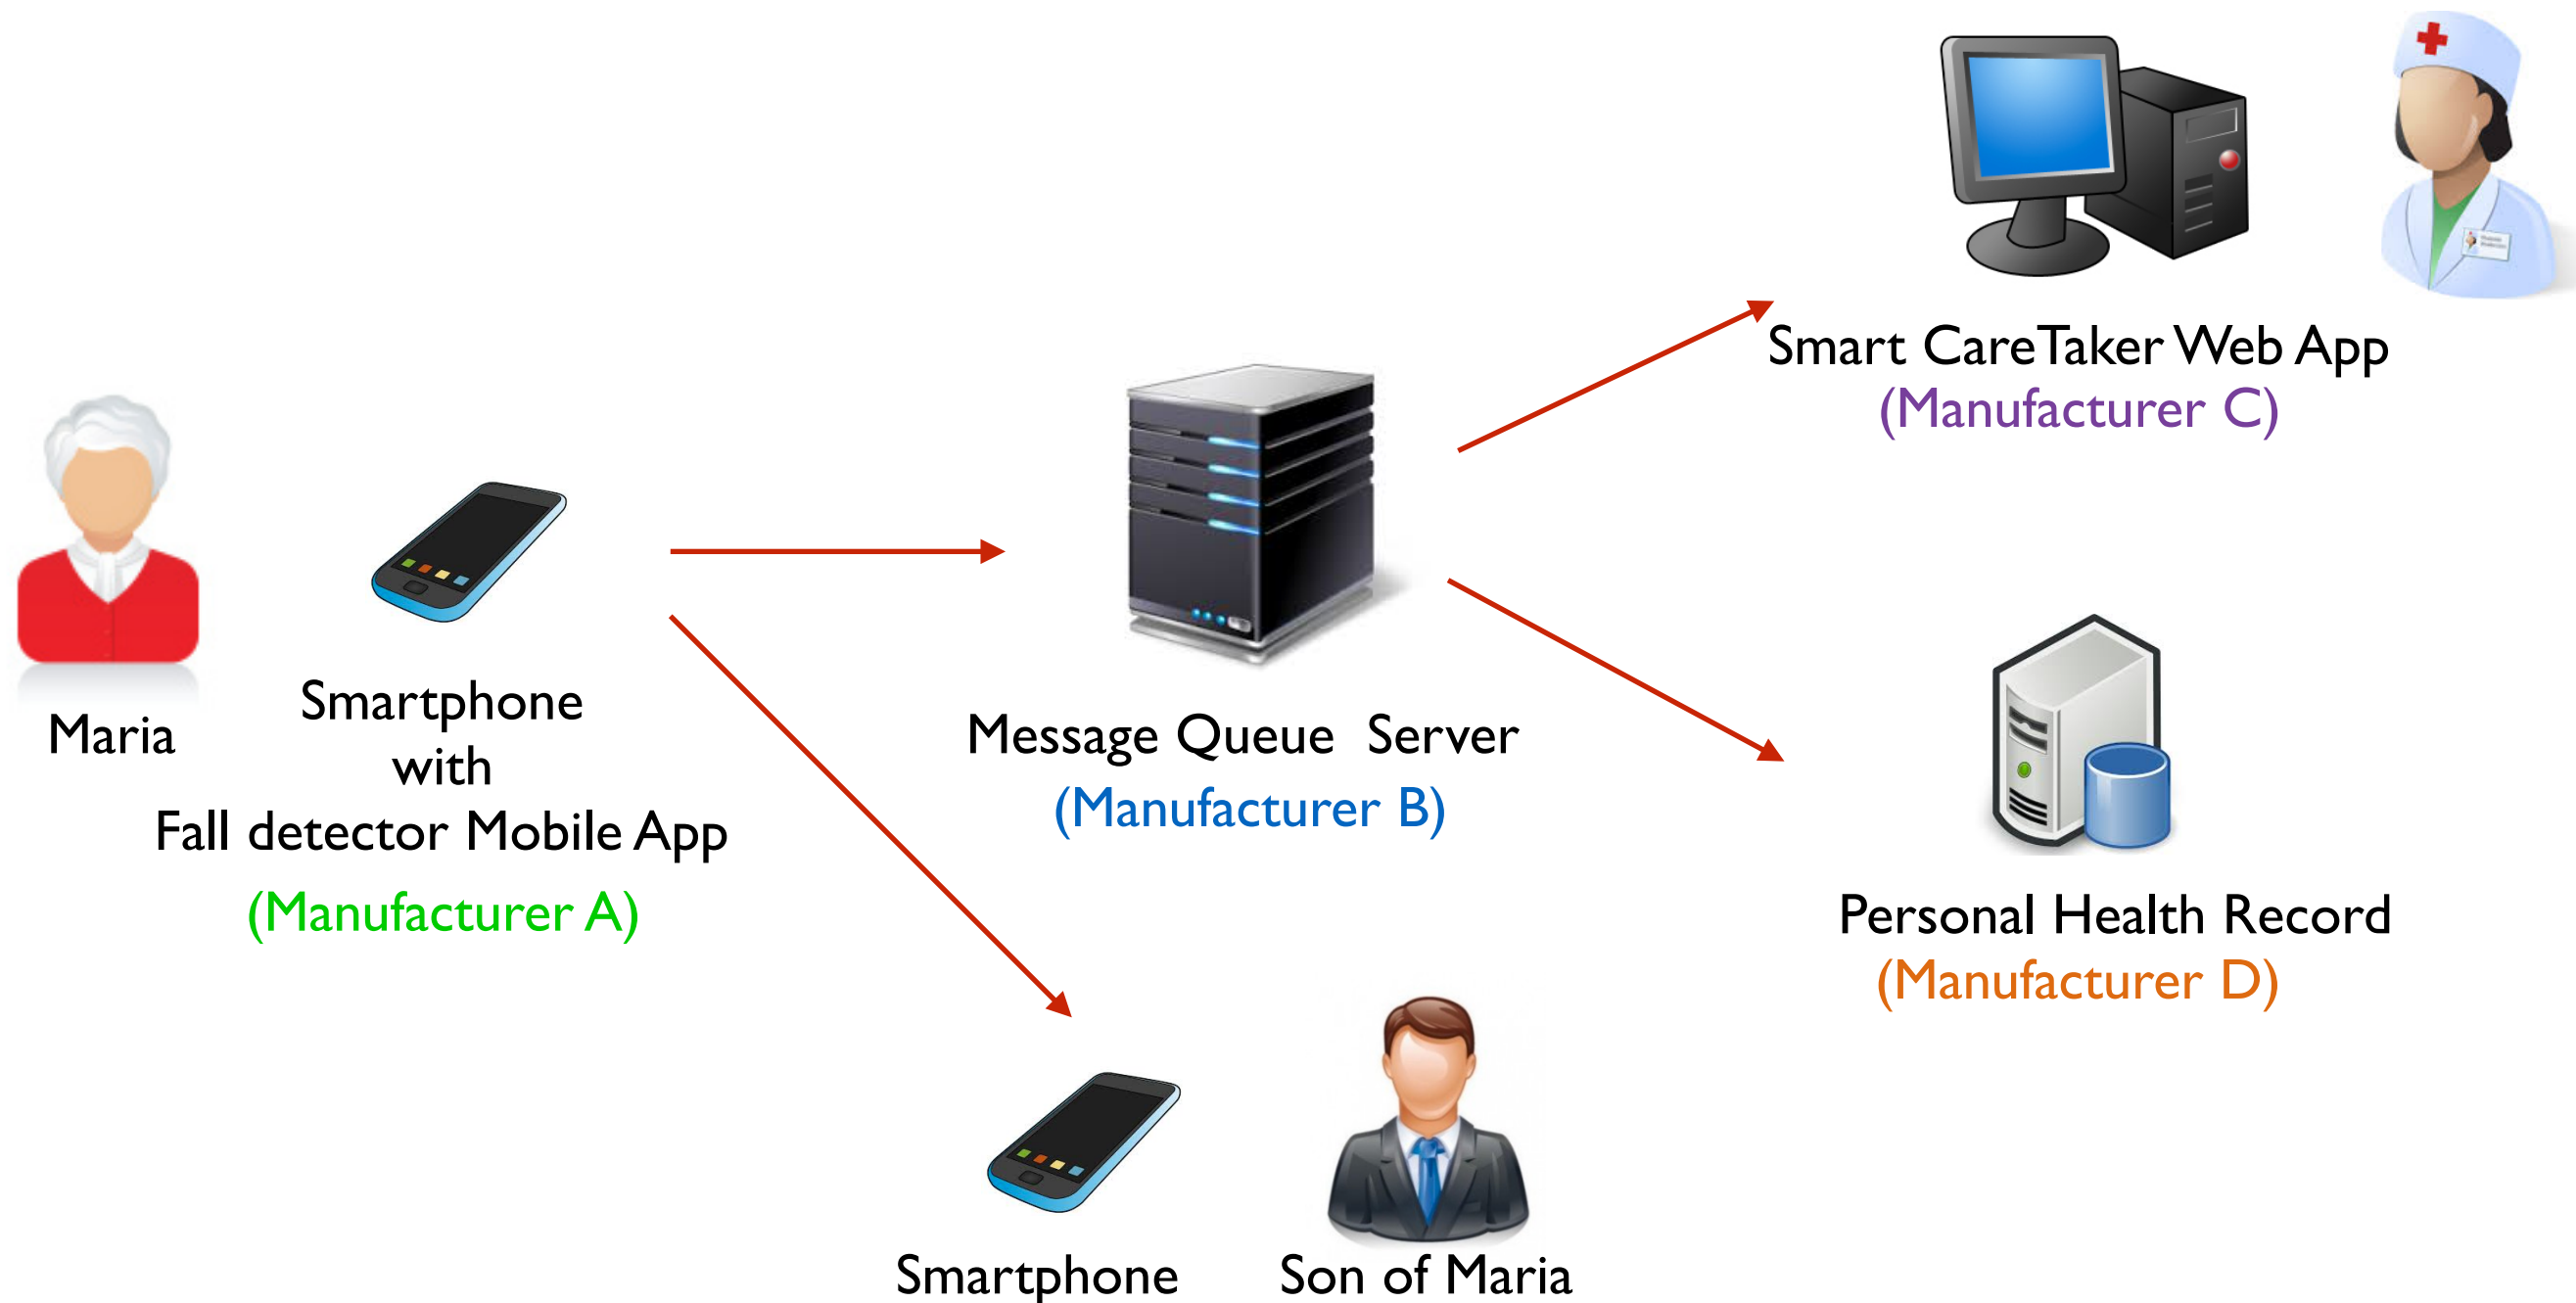 Maria
Smartphone
with
Fall detector Mobile App
(Manufacturer A)
Message Queue Server
(Manufacturer B)
Smart CareTaker Web App
(Manufacturer C)
Personal Health Record
(Manufacturer D)
Smartphone
Son of Maria